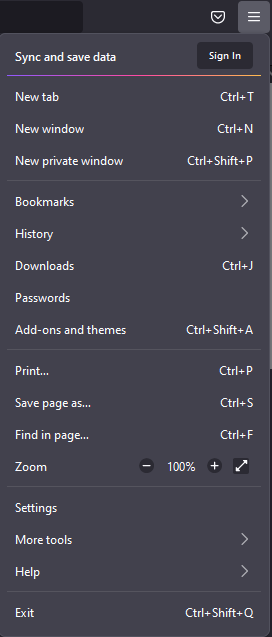 Sync and save data Sign In
New tab Ctrl+T
New window Ctrl+N
New private window Ctrl+Shift+P
Bookmarks
History
Downloads Ctrl+J
Passwords
Add-ons and themes Ctrl+Shift+A
Print... Ctrl+P
Save page as... Ctrl+S
Find in page... Ctrl+F
Zoom 100%
Settings
More tools
Help
Exit Ctrl+Shift+Q